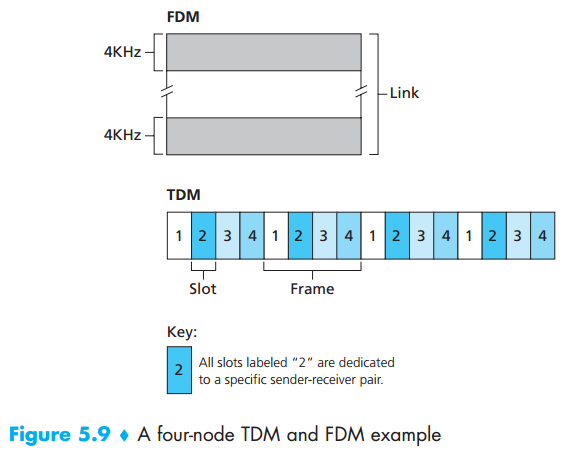 FDM
4KHz
Link
4KHz
TDM
1 2 3 4 1 2 3 4 1 2 3 4 1 2 3 4
Slot Frame
Key:
2 All slots labeled “2” are dedicated
to a specific sender-receiver pair.
Figure 5.9 ♦ A four-node TDM and FDM example